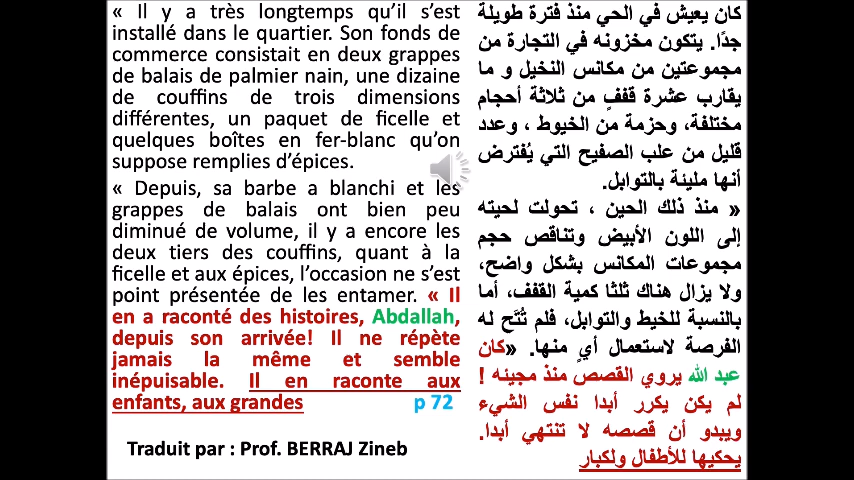 « Il y a très longtemps qu’il s’est
installé dans le quartier. Son fonds de
commerce consistait en deux grappes
de balais de palmier nain, une dizaine
de couffins de trois dimensions
différentes, un paquet de ficelle et
quelques boîtes en fer-blanc qu’on
suppose remplies d’épices.
« Depuis, sa barbe a blanchi et les
grappes de balais ont bien peu
diminué de volume, il y a encore les
deux tiers des couffins, quant à la
ficelle et aux épices, l’occasion ne s’est
point présentée de les entamer. « Il
en a raconté des histoires, Abdallah,
depuis son arrivée! Il ne répète
jamais la même et semble
inépuisable. Il en raconte aux
enfants, aux grandes p 72
Traduit par : Prof. BERRAJ Zineb
كان يعيش في الحي منذ فترة طويلة
جدًا. يتكون مخزونه في التجارة من
مجموعتين من مكانس النخيل و ما
يقارب عشرة قففٍ من ثلاثة أحجام
مختلفة، وحزمة من الخيوط ، وعدد
قليل من علب الصفيح التي يُفترض
أنها مليئة بالتوابل.
« منذ ذلك الحين ، تحولت لحيته
إلى اللون الأبيض وتناقص حجم
مجموعات المكانس بشكل واضح،
ولا يزال هناك ثلثا كمية القفف، أما
بالنسبة للخيط والتوابل، فلم تُتَح له
الفرصة لاستعمال أيٍ منها. «كان
عبد الله يروي القصص منذ مجيئه !
لم يكن يكرر أبدا نفس الشيء
ويبدو أن قصصه لا تنتهي أبدا.
يحكيها للأطفال ولكبار